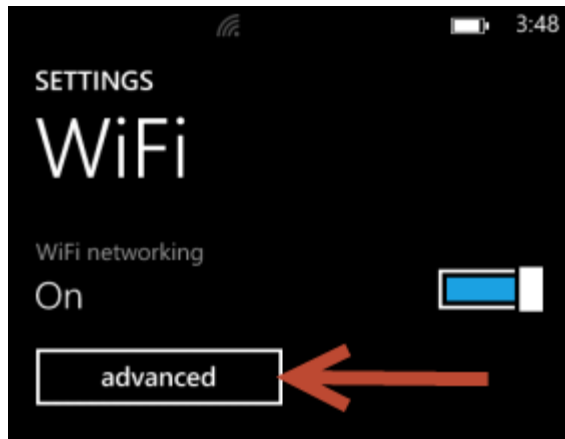 3:48
SETTINGS
WiFi
WiFi networking
On
advanced